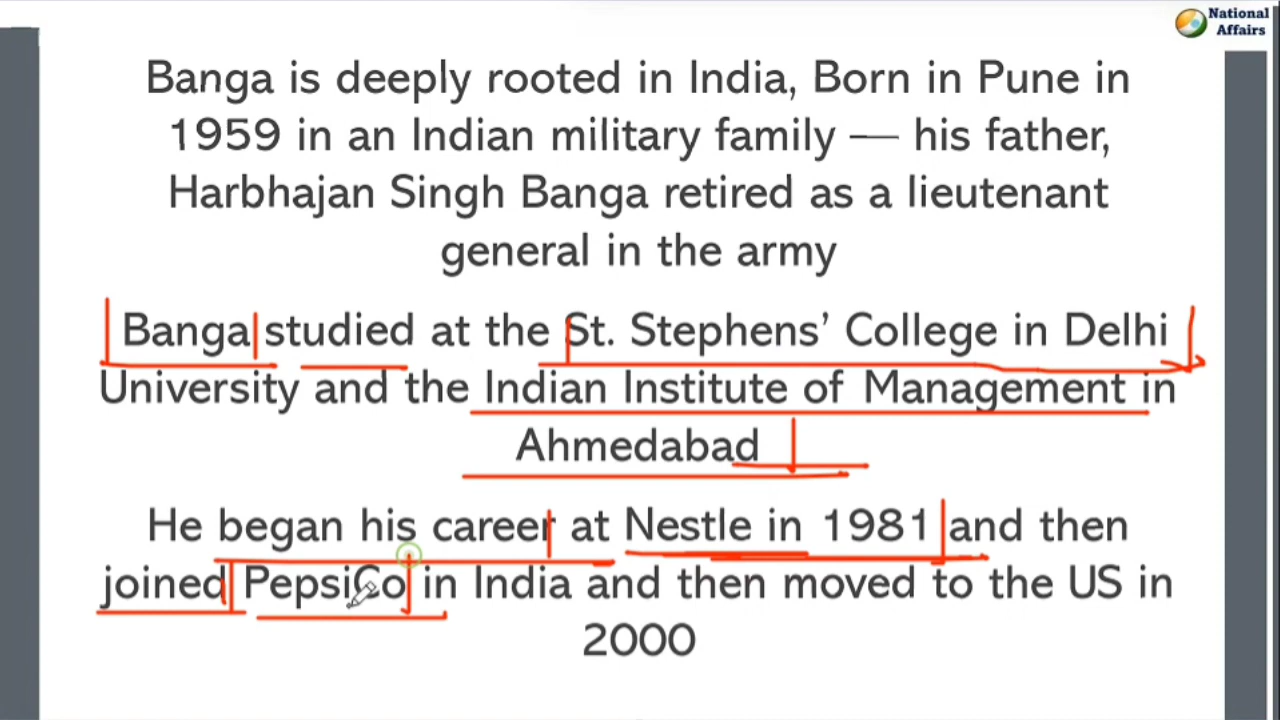 National
Affairs
Banga is deeply rooted in India, Born in Pune in
1959 in an Indian military family — his father,
Harbhajan Singh Banga retired as a lieutenant
general in the army
Banga studied at the St. Stephens’ College in Delhi
University and the Indian Institute of Management in
Ahmedabad
He began his career at Nestle in 1981 and then
joined PepsiCo in India and then moved to the US in
2000